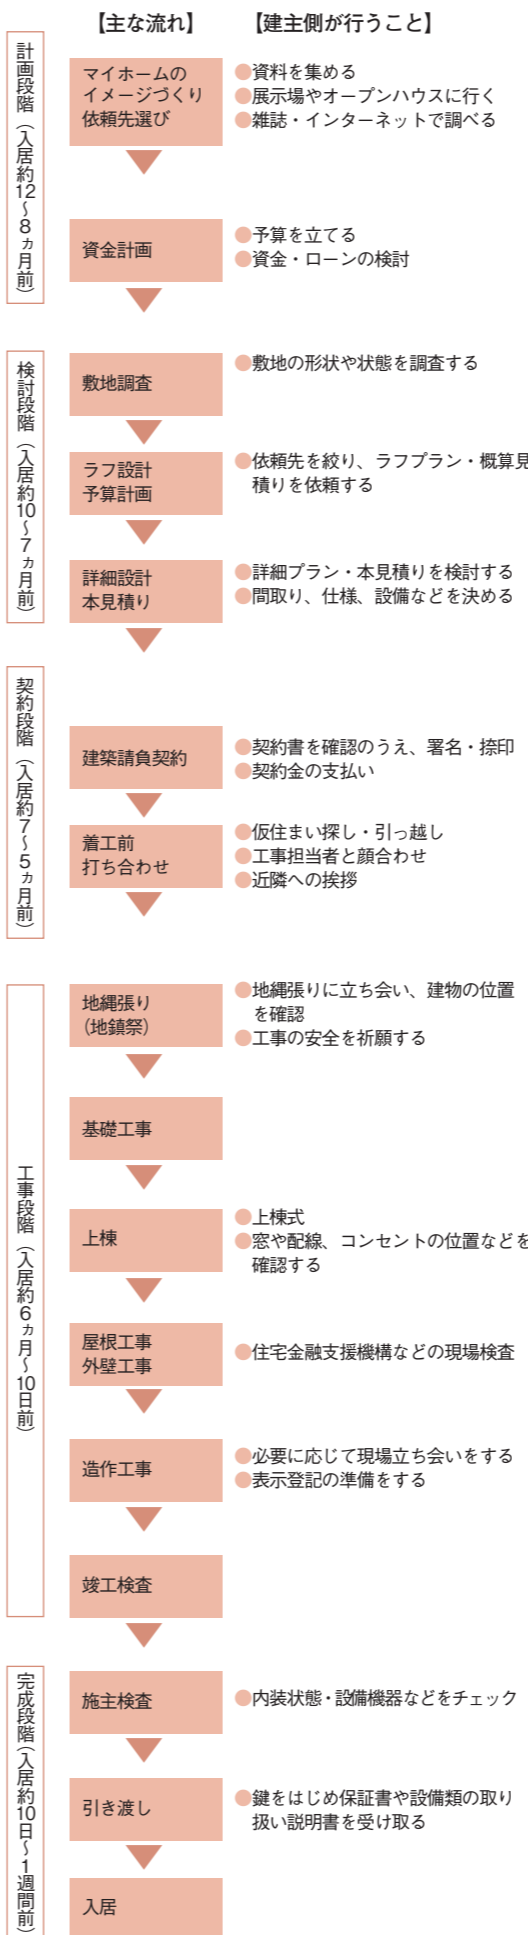 【主な流れ】
【建主側が行うこと】
計画段階（入居約12〜8ヵ月前）
マイホームの
イメージづくり
依頼先選び
●資料を集める
●展示場やオープンハウスに行く
●雑誌・インターネットで調べる
資金計画
●予算を立てる
●資金・ローンの検討
検討段階（入居約10〜7ヵ月前）
敷地調査
●敷地の形状や状態を調査する
ラフ設計
予算計画
●依頼先を絞り、ラフプラン・概算見
積りを依頼する
詳細設計
本見積り
●詳細プラン・本見積りを検討する
●間取り、仕様、設備などを決める
契約段階（入居約7〜5ヵ月前）
建築請負契約
●契約書を確認のうえ、署名・捺印
●契約金の支払い
着工前
打ち合わせ
●仮住まい探し・引っ越し
●工事担当者と顔合わせ
●近隣への挨拶
工事段階（入居約6ヵ月〜10日前）
地縄張り
（地鎮祭）
●地縄張りに立ち会い、建物の位置
を確認
●工事の安全を祈願する
基礎工事
上棟
●上棟式
●窓や配線、コンセントの位置などを
確認する
屋根工事
外壁工事
●住宅金融支援機構などの現場検査
造作工事
●必要に応じて現場立ち会いをする
●表示登記の準備をする
竣工検査
完成段階（入居約10日〜1週間前）
施主検査
●内装状態・設備機器などをチェック
引き渡し
●鍵をはじめ保証書や設備類の取り
扱い説明書を受け取る
入居